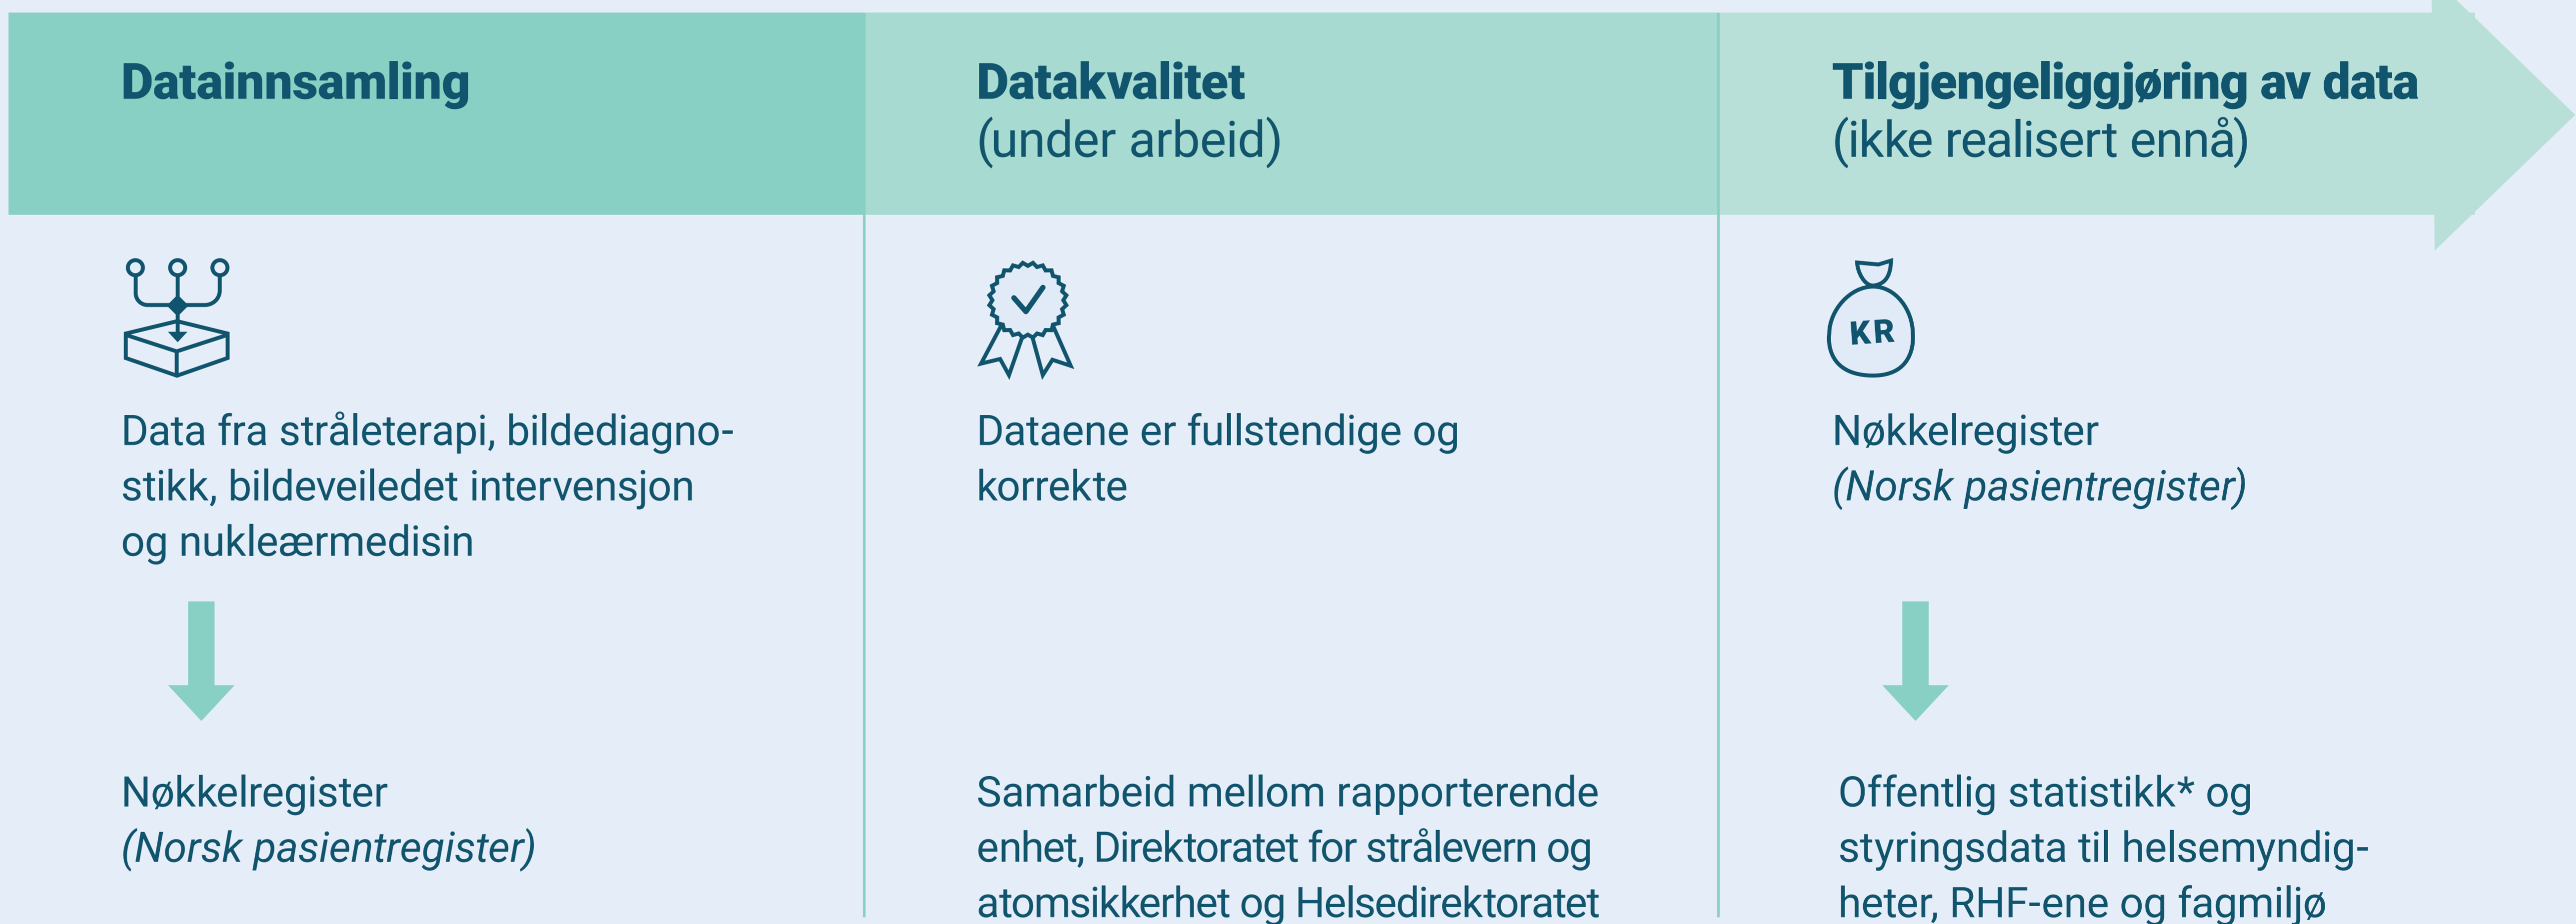 Datainnsamling
Datakvalitet
(under arbeid)
Tilgjengeliggjøring av data
(ikke realisert ennå)
Data fra stråleterapi, bildediagno-
stikk, bildeveiledet intervensjon
og nukleærmedisin
Nøkkelregister
(Norsk pasientregister)
Dataene er fullstendige og
korrekte
Samarbeid mellom rapporterende
enhet, Direktoratet for strålevern og
atomsikkerhet og Helsedirektoratet
KR
Nøkkelregister
(Norsk pasientregister)
Offentlig statistikk* og
styringsdata til helsemyndig-
heter, RHF-ene og fagmiljø